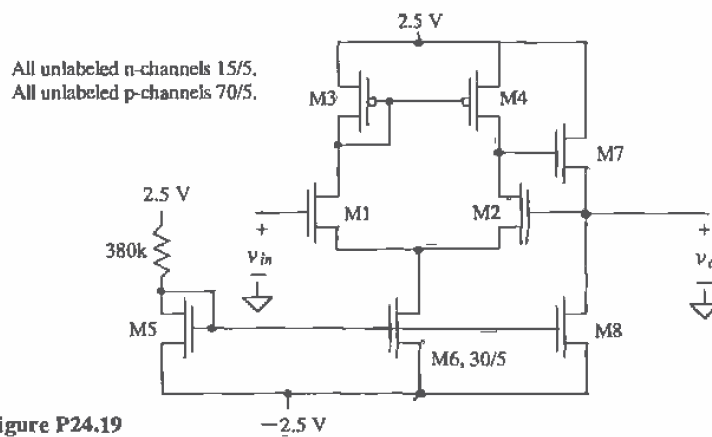 2.5 V
All unlabeled n-channels 15/5.
All unlabeled p-channels 70/5.
M3
M4
M7
2.5 V
M1
M2
+
v_in
−
+
380k
M5
M8
M6, 30/5
−2.5 V
igure P24.19